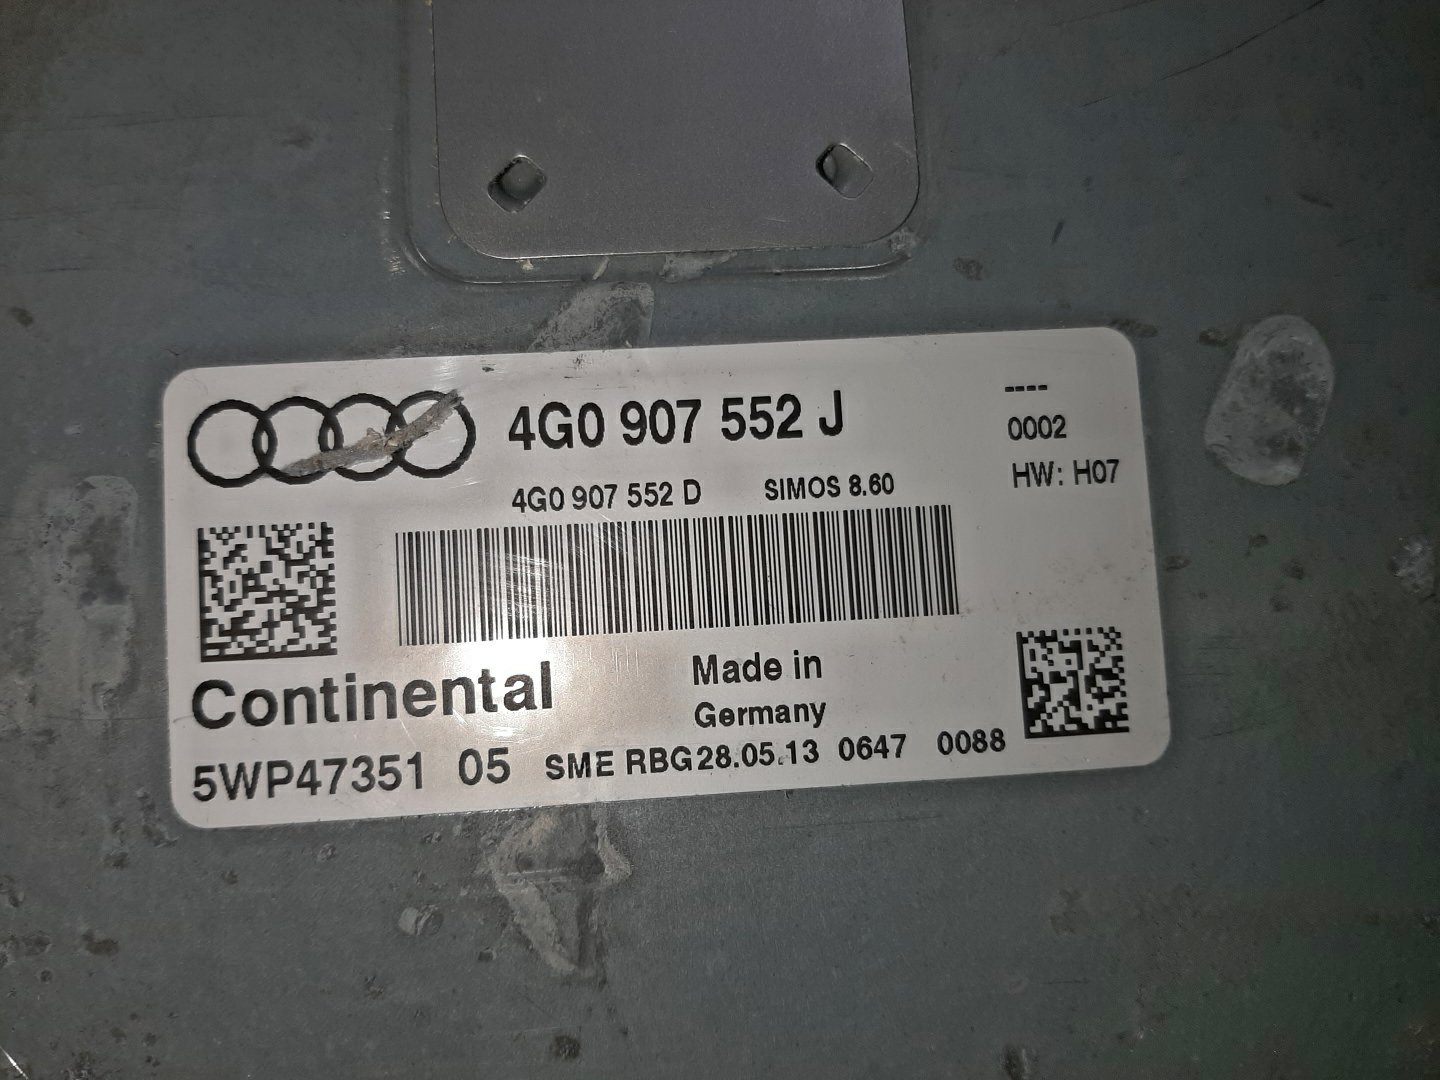 4G0 907 552 J
----
0002
4G0 907 552 D SIMOS 8.60
HW: H07
Continental
Made in
Germany
5WP47351 05 SME RBG28.05.13 0647 0088